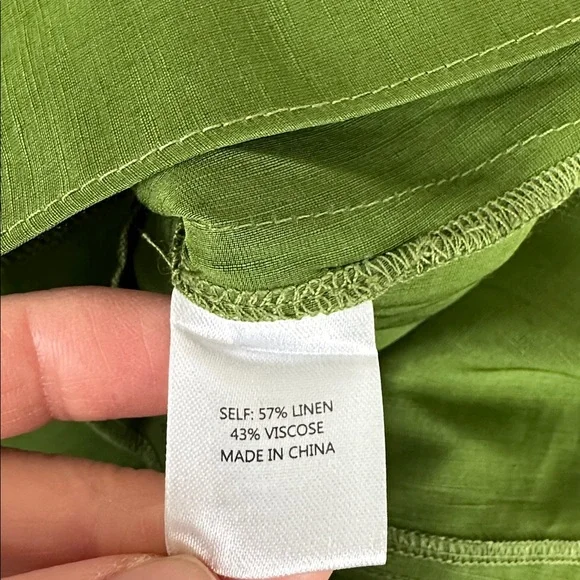 SELF: 57% LINEN
43% VISCOSE
MADE IN CHINA